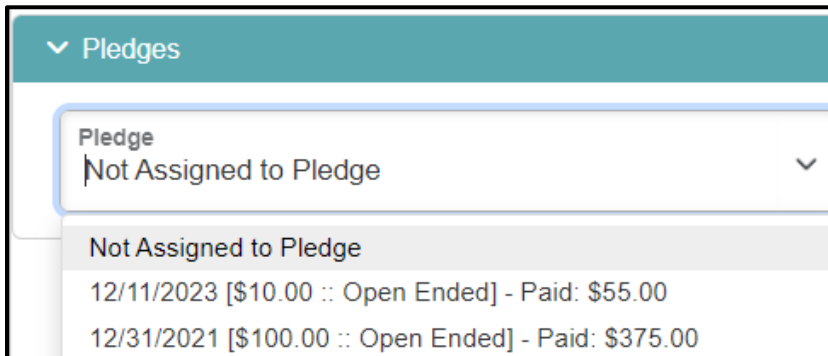 Pledges
Pledge
Not Assigned to Pledge
Not Assigned to Pledge
12/11/2023 [$10.00 :: Open Ended] - Paid: $55.00
12/31/2021 [$100.00 :: Open Ended] - Paid: $375.00